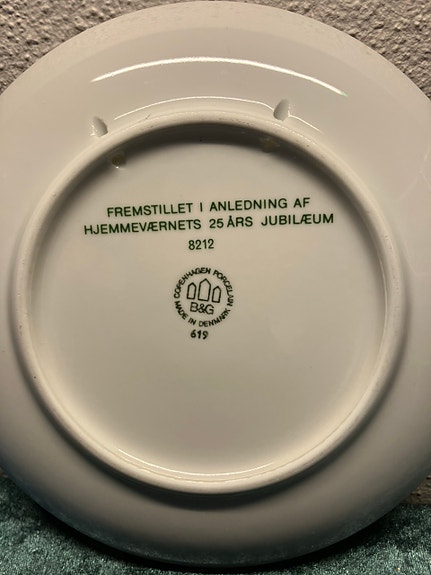 FREMSTILLET I ANLEDNING AF
HJEMMEVÆRNETS 25 ÅRS JUBILÆUM
8212
COPENHAGEN PORCELAIN
B&G
MADE IN DENMARK
619